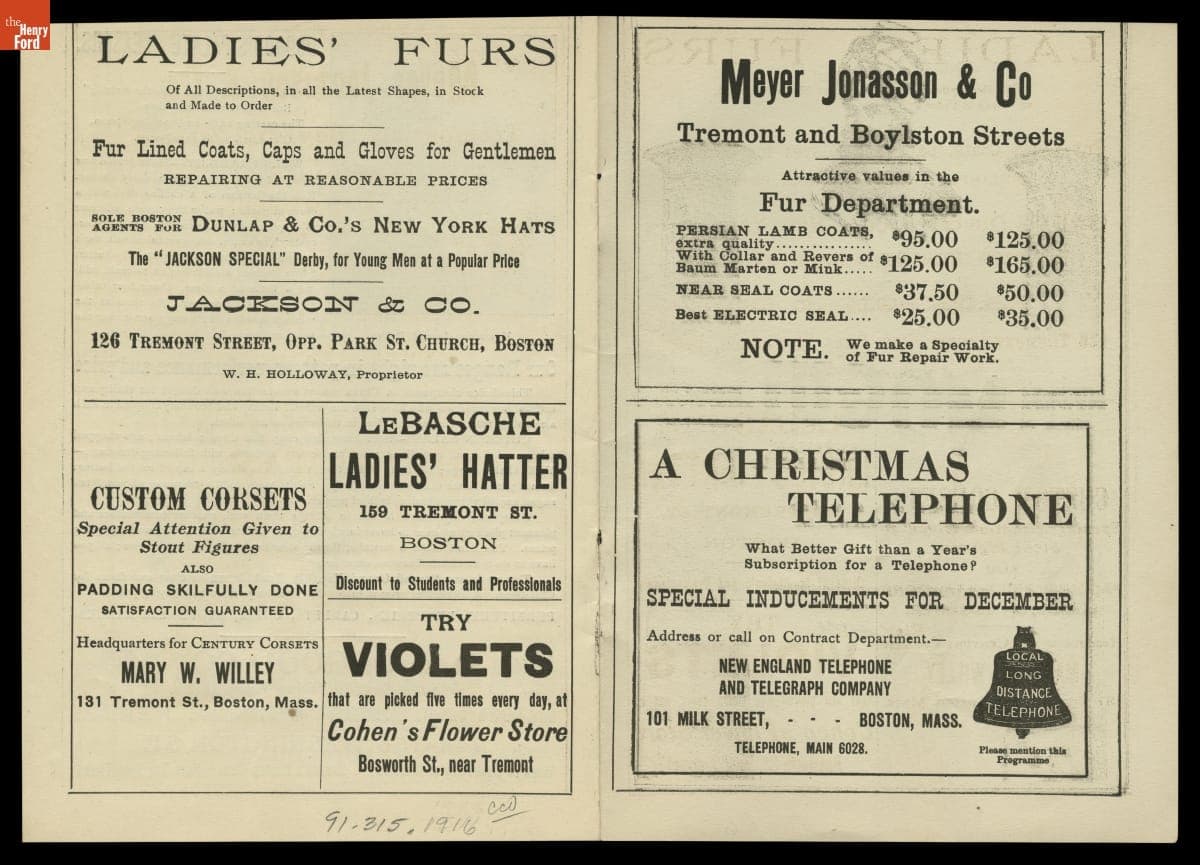 the
Henry
Ford
LADIES' FURS
Of All Descriptions, in all the Latest Shapes, in Stock
and Made to Order
Fur Lined Coats, Caps and Gloves for Gentlemen
REPAIRING AT REASONABLE PRICES
SOLE BOSTON
AGENTS FOR DUNLAP & CO.'S NEW YORK HATS
The "JACKSON SPECIAL" Derby, for Young Men at a Popular Price
JACKSON & CO.
126 TREMONT STREET, OPP. PARK ST. CHURCH, BOSTON
W. H. HOLLOWAY, Proprietor
CUSTOM CORSETS
Special Attention Given to
Stout Figures
ALSO
PADDING SKILFULLY DONE
SATISFACTION GUARANTEED
Headquarters for CENTURY CORSETS
MARY W. WILLEY
131 Tremont St., Boston, Mass.
LEBASCHE
LADIES' HATTER
159 TREMONT ST.
BOSTON
Discount to Students and Professionals
TRY
VIOLETS
that are picked five times every day, at
Cohen's Flower Store
Bosworth St., near Tremont
91.315.1916
CCD
Meyer Jonasson & Co
Tremont and Boylston Streets
Attractive values in the
Fur Department.
PERSIAN LAMB COATS,
extra quality................ $95.00 $125.00
With Collar and Revers of
Baum Marten or Mink..... $125.00 $165.00
NEAR SEAL COATS...... $37.50 $50.00
Best ELECTRIC SEAL.... $25.00 $35.00
NOTE. We make a Specialty
of Fur Repair Work.
A CHRISTMAS
TELEPHONE
What Better Gift than a Year's
Subscription for a Telephone?
SPECIAL INDUCEMENTS FOR DECEMBER
Address or call on Contract Department.—
NEW ENGLAND TELEPHONE
AND TELEGRAPH COMPANY
101 MILK STREET, - - - BOSTON, MASS.
TELEPHONE, MAIN 6028.
LOCAL
LONG
DISTANCE
TELEPHONE
Please mention this
Programme